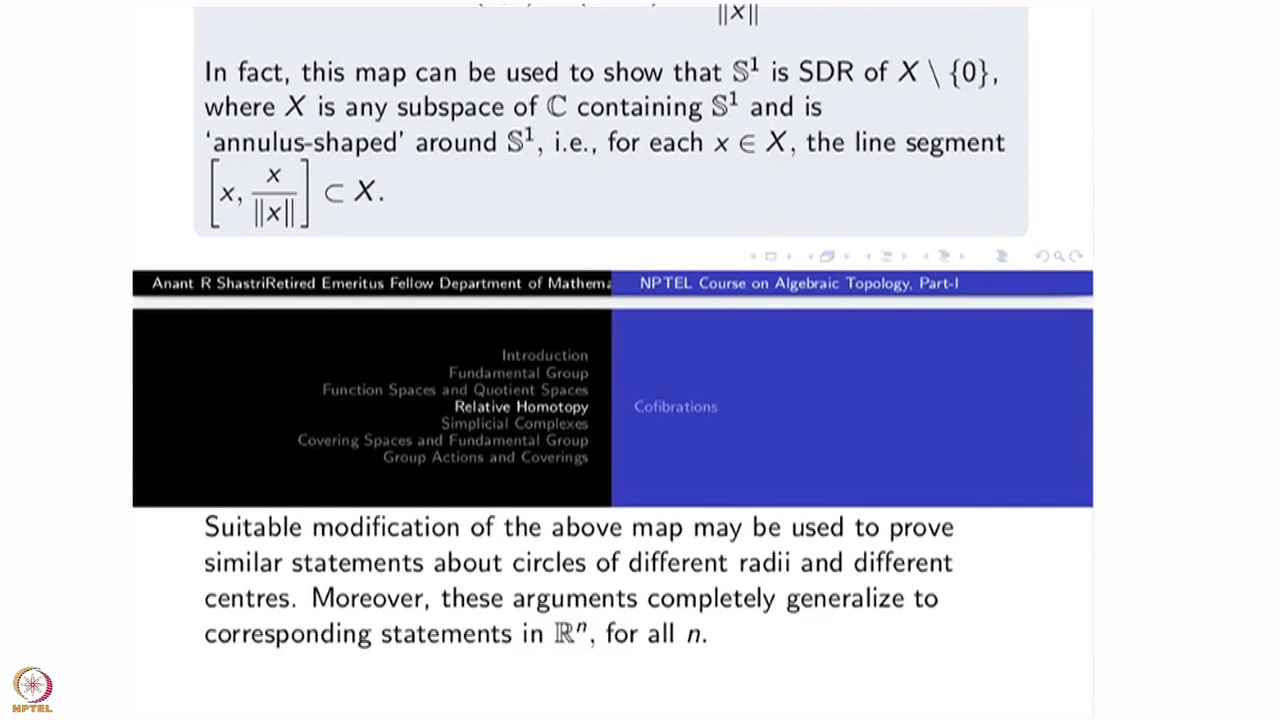 ‖x‖
In fact, this map can be used to show that 𝕊¹ is SDR of X \ {0},
where X is any subspace of ℂ containing 𝕊¹ and is
‘annulus-shaped’ around 𝕊¹, i.e., for each x ∈ X, the line segment
[x, x/‖x‖] ⊂ X.
Anant R ShastriRetired Emeritus Fellow Department of Mathema
NPTEL Course on Algebraic Topology, Part-I
Introduction
Fundamental Group
Function Spaces and Quotient Spaces
Relative Homotopy
Simplicial Complexes
Covering Spaces and Fundamental Group
Group Actions and Coverings
Cofibrations
Suitable modification of the above map may be used to prove
similar statements about circles of different radii and different
centres. Moreover, these arguments completely generalize to
corresponding statements in ℝⁿ, for all n.
NPTEL